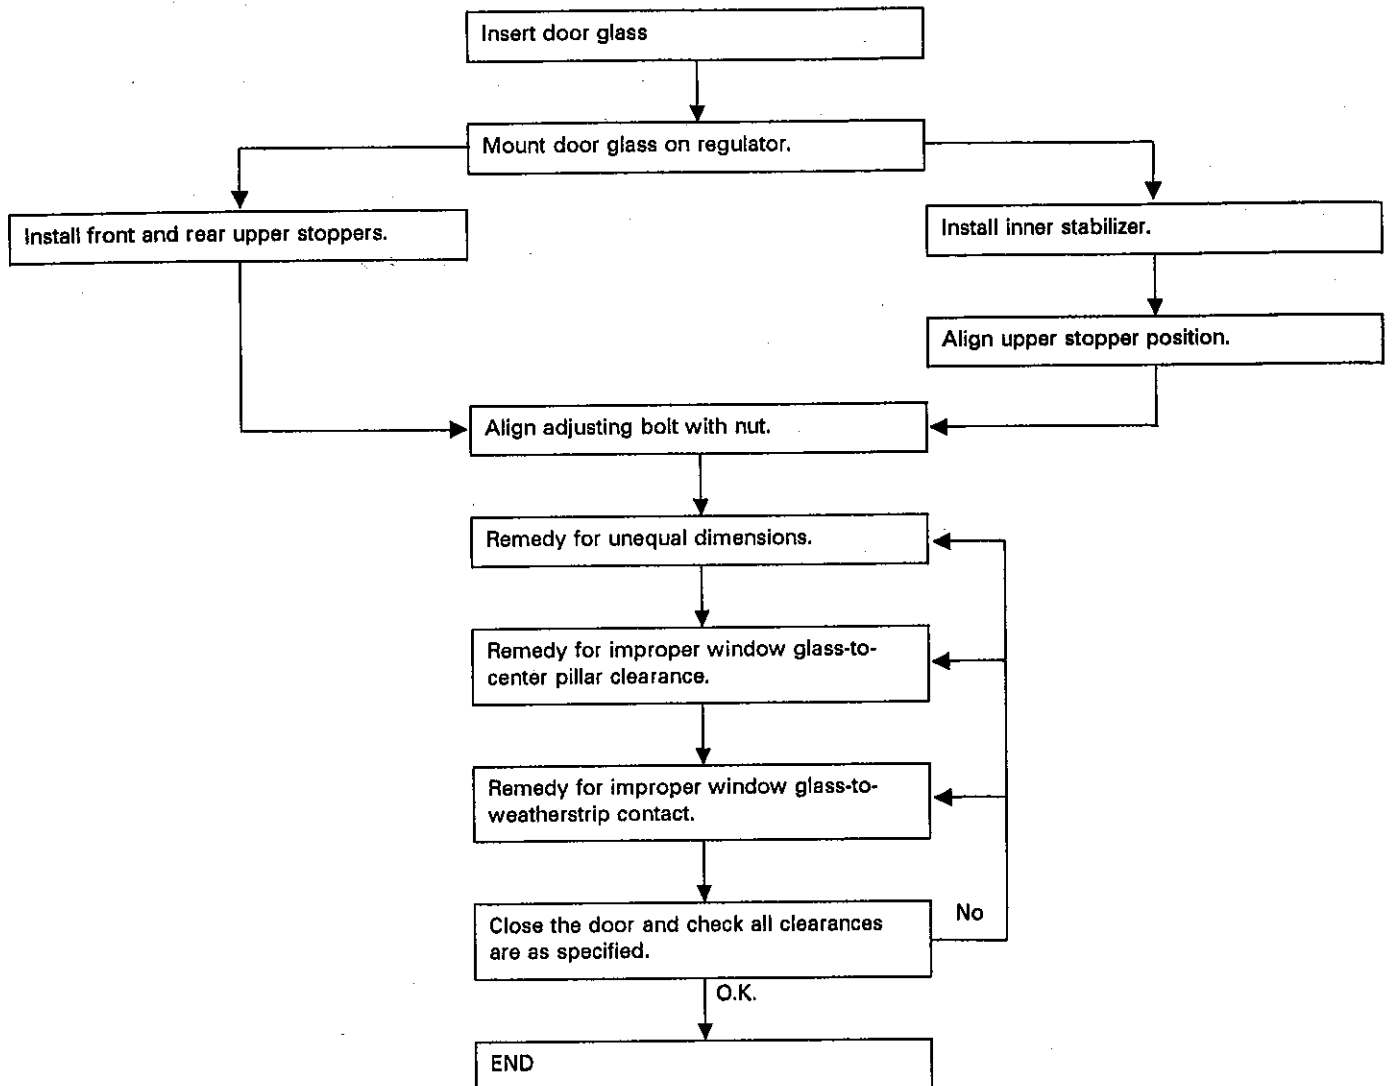 Insert door glass
Mount door glass on regulator.
Install front and rear upper stoppers.
Install inner stabilizer.
Align upper stopper position.
Align adjusting bolt with nut.
Remedy for unequal dimensions.
Remedy for improper window glass-to-
center pillar clearance.
Remedy for improper window glass-to-
weatherstrip contact.
Close the door and check all clearances
are as specified.
No
O.K.
END